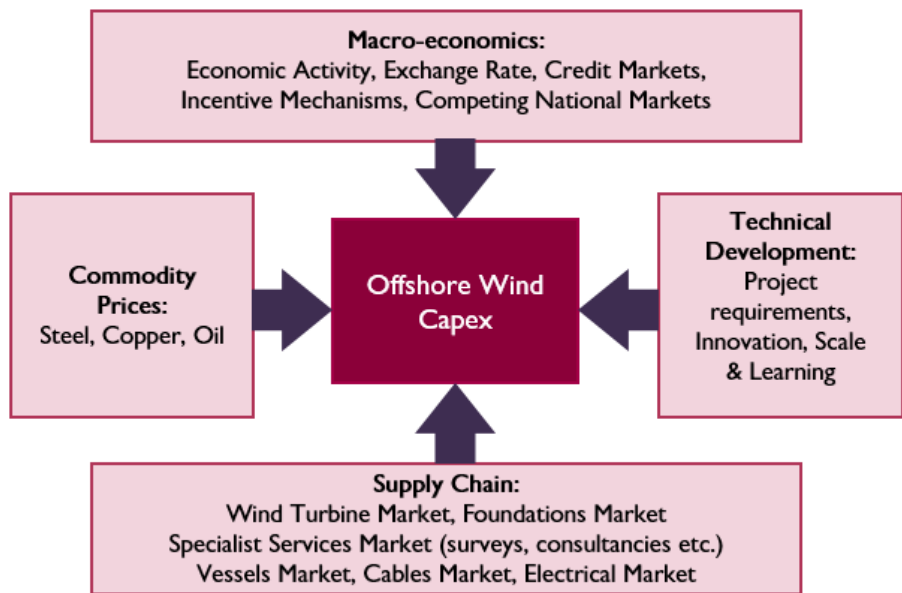 Macro-economics:
Economic Activity, Exchange Rate, Credit Markets,
Incentive Mechanisms, Competing National Markets
Commodity
Prices:
Steel, Copper, Oil
Offshore Wind
Capex
Technical
Development:
Project
requirements,
Innovation, Scale
& Learning
Supply Chain:
Wind Turbine Market, Foundations Market
Specialist Services Market (surveys, consultancies etc.)
Vessels Market, Cables Market, Electrical Market